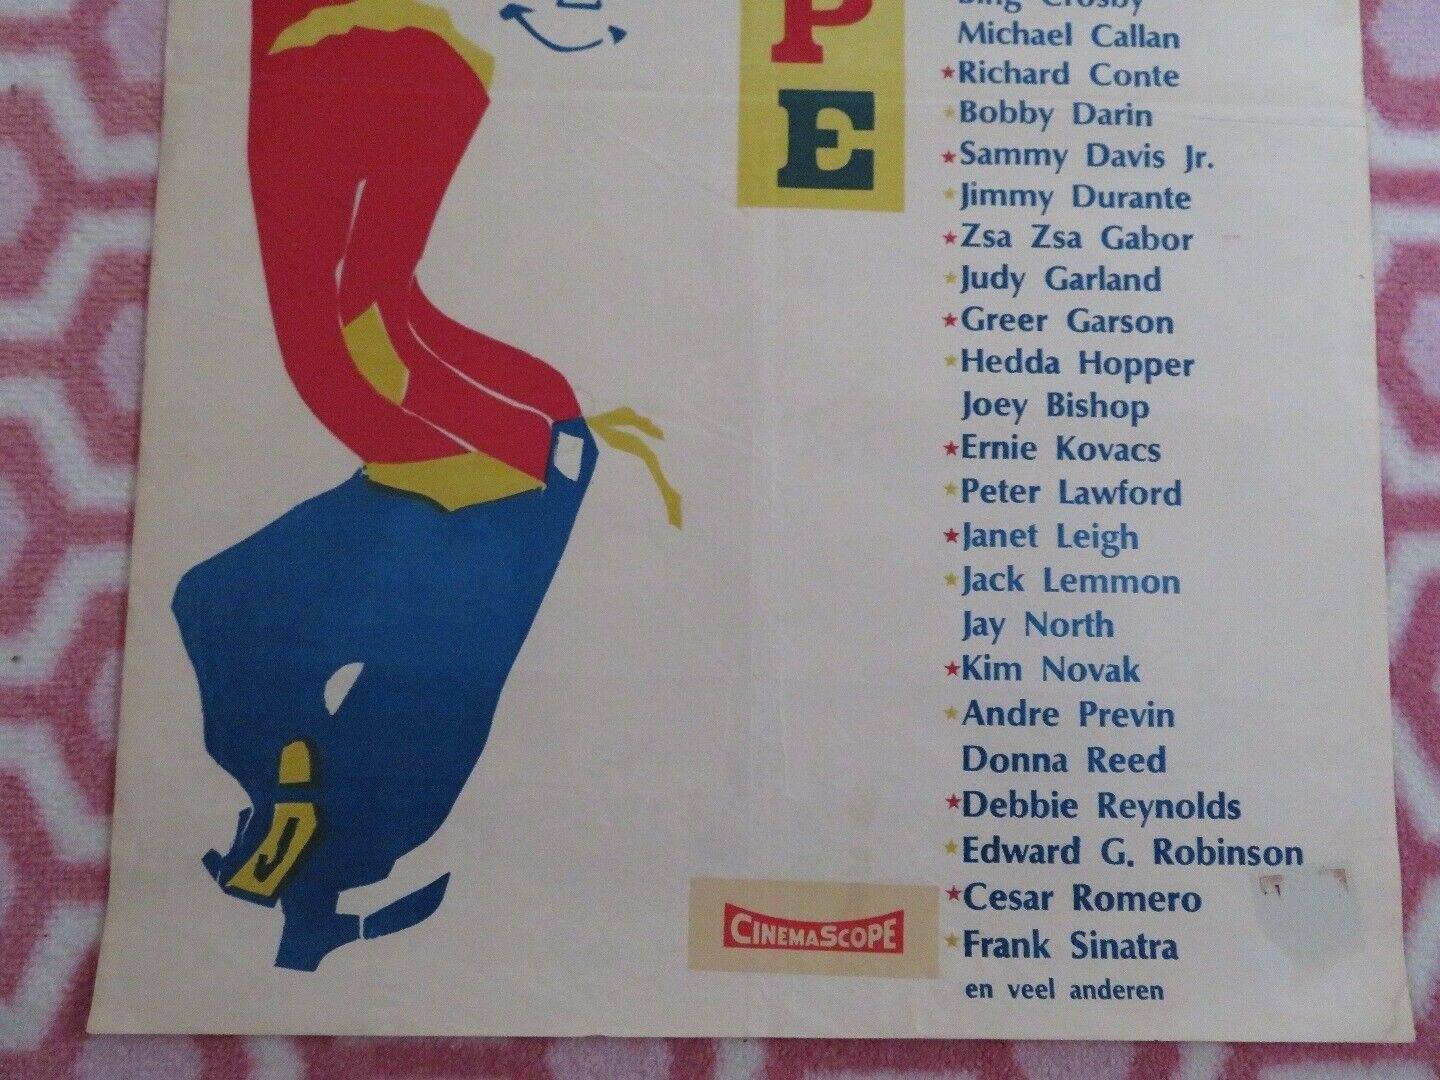 P
E
Bing Crosby
Michael Callan
Richard Conte
Bobby Darin
Sammy Davis Jr.
Jimmy Durante
Zsa Zsa Gabor
Judy Garland
Greer Garson
Hedda Hopper
Joey Bishop
Ernie Kovacs
Peter Lawford
Janet Leigh
Jack Lemmon
Jay North
Kim Novak
Andre Previn
Donna Reed
Debbie Reynolds
Edward G. Robinson
Cesar Romero
Frank Sinatra
en veel anderen
CINEMASCOPE